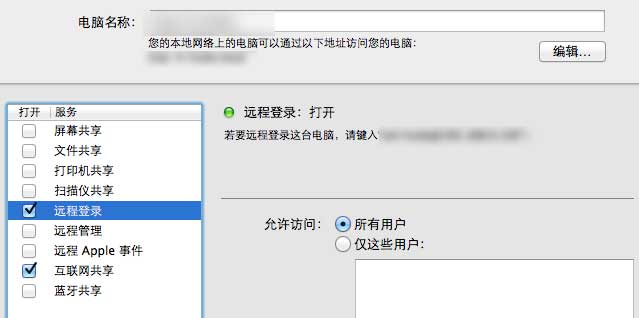 电脑名称：
您的本地网络上的电脑可以通过以下地址访问您的电脑：
编辑...
打开 服务
屏幕共享
文件共享
打印机共享
扫描仪共享
远程登录
远程管理
远程 Apple 事件
互联网共享
蓝牙共享
远程登录：打开
若要远程登录这台电脑，请键入
允许访问：
所有用户
仅这些用户：